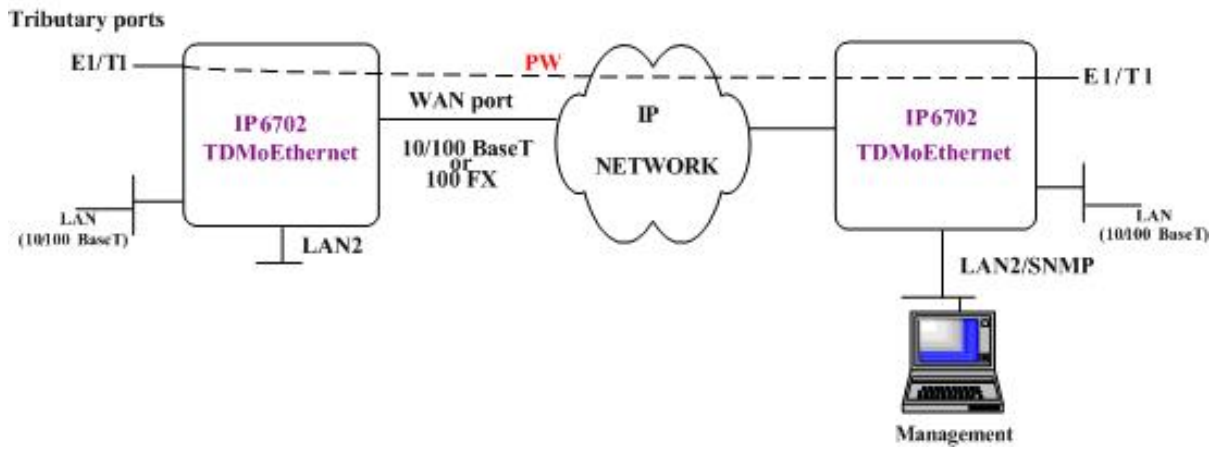 Tributary ports
E1/T1
PW
E1/T1
WAN port
IP6702
TDMoEthernet
10/100 BaseT
or
100 FX
IP
NETWORK
IP6702
TDMoEthernet
LAN
(10/100 BaseT)
LAN2
LAN
(10/100 BaseT)
LAN2/SNMP
Management